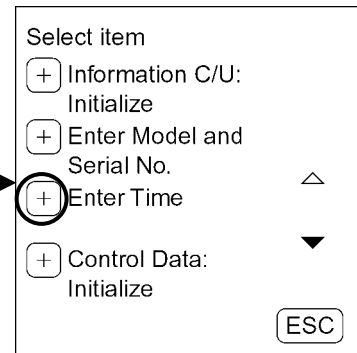 Select item
+ Information C/U:
Initialize
+ Enter Model and
Serial No.
+ Enter Time
+ Control Data:
Initialize
ESC